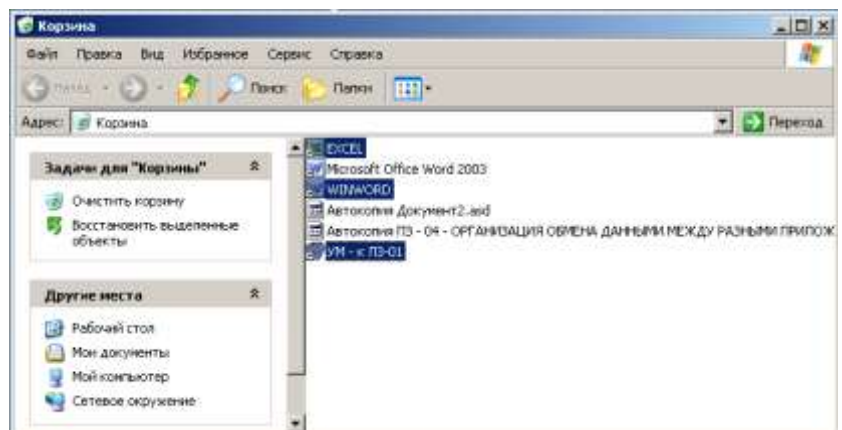 Корзина
Файл Правка Вид Избранное Сервис Справка
Назад Поиск Папки
Адрес: Корзина Переход
Задачи для "Корзины"
Очистить корзину
Восстановить выделенные
объекты
Другие места
Рабочий стол
Мои документы
Мой компьютер
Сетевое окружение
EXCEL
Microsoft Office Word 2003
WINWORD
Автокопия Документ2.asd
Автокопия ПЗ - 04 - ОРГАНИЗАЦИЯ ОБМЕНА ДАННЫМИ МЕЖДУ РАЗНЫМИ ПРИЛОЖ
УМ - к ПЗ-01